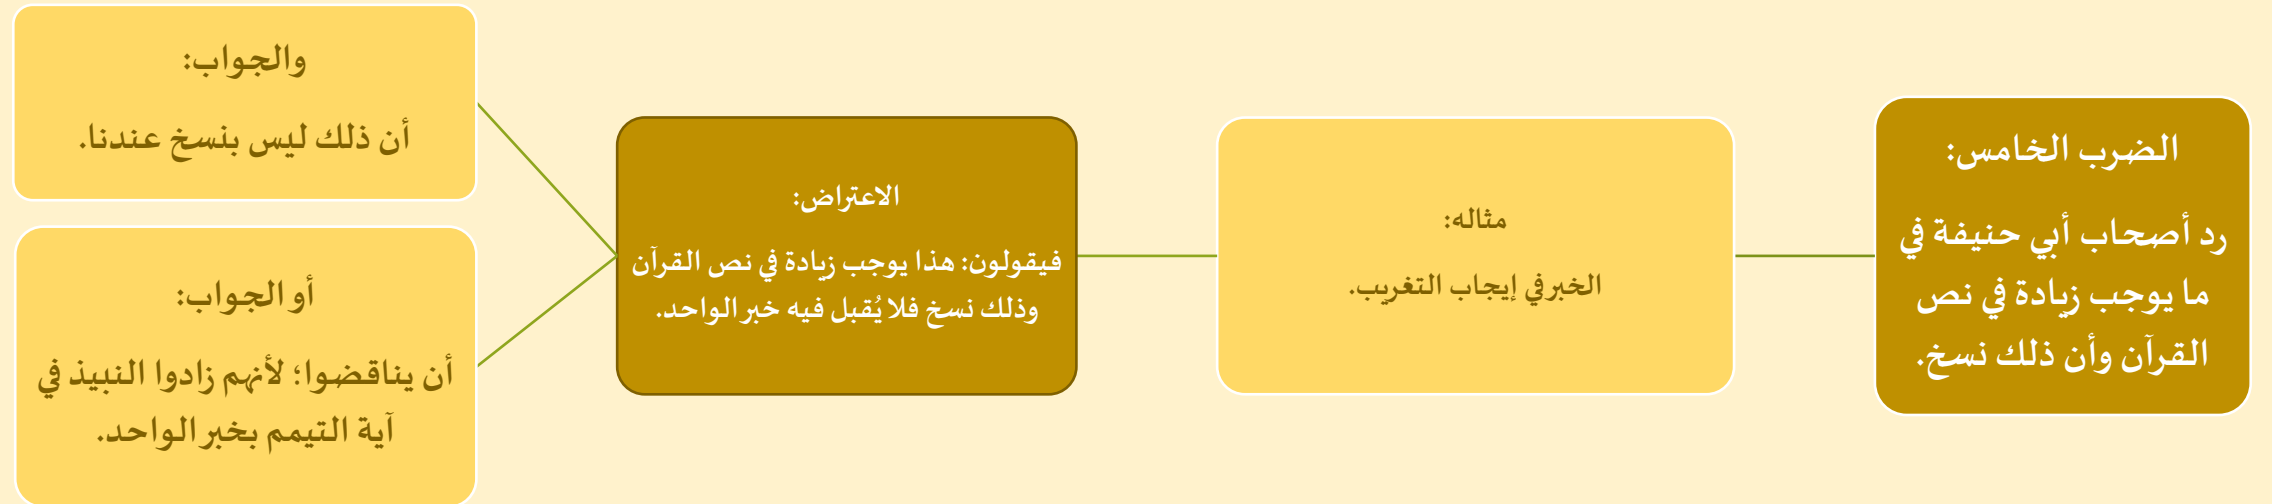 الضرب الخامس:
رد أصحاب أبي حنيفة في
ما يوجب زيادة في نص
القرآن وأن ذلك نسخ.
مثاله:
الخبر في إيجاب التغريب.
الاعتراض:
فيقولون: هذا يوجب زيادة في نص القرآن
وذلك نسخ فلا يُقبل فيه خبر الواحد.
والجواب:
أن ذلك ليس بنسخ عندنا.
أو الجواب:
أن يناقضوا؛ لأنهم زادوا النبيذ في
آية التيمم بخبر الواحد.